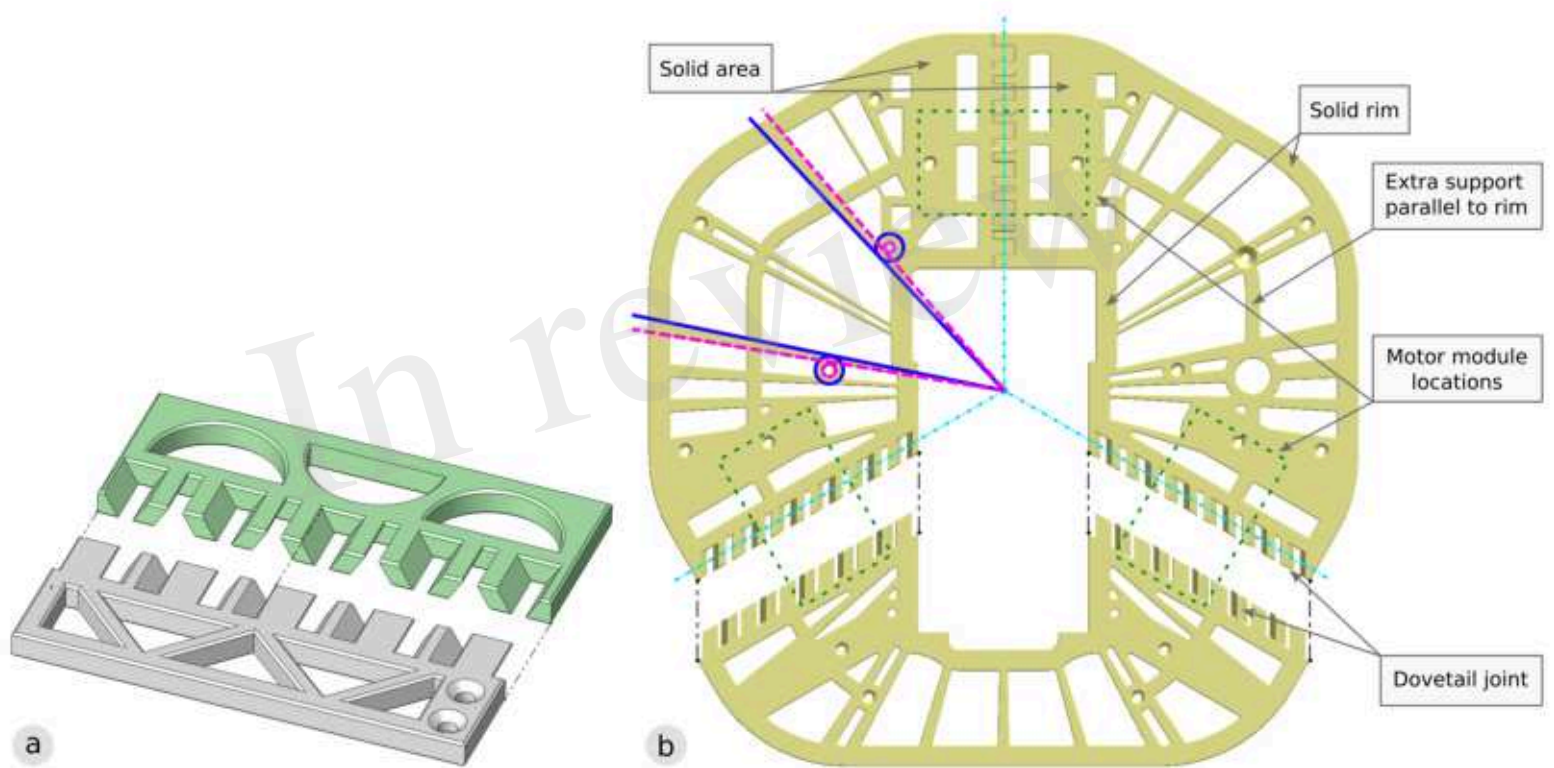 Solid area
Solid rim
Extra support
parallel to rim
Motor module
locations
Dovetail joint
In review
a
b